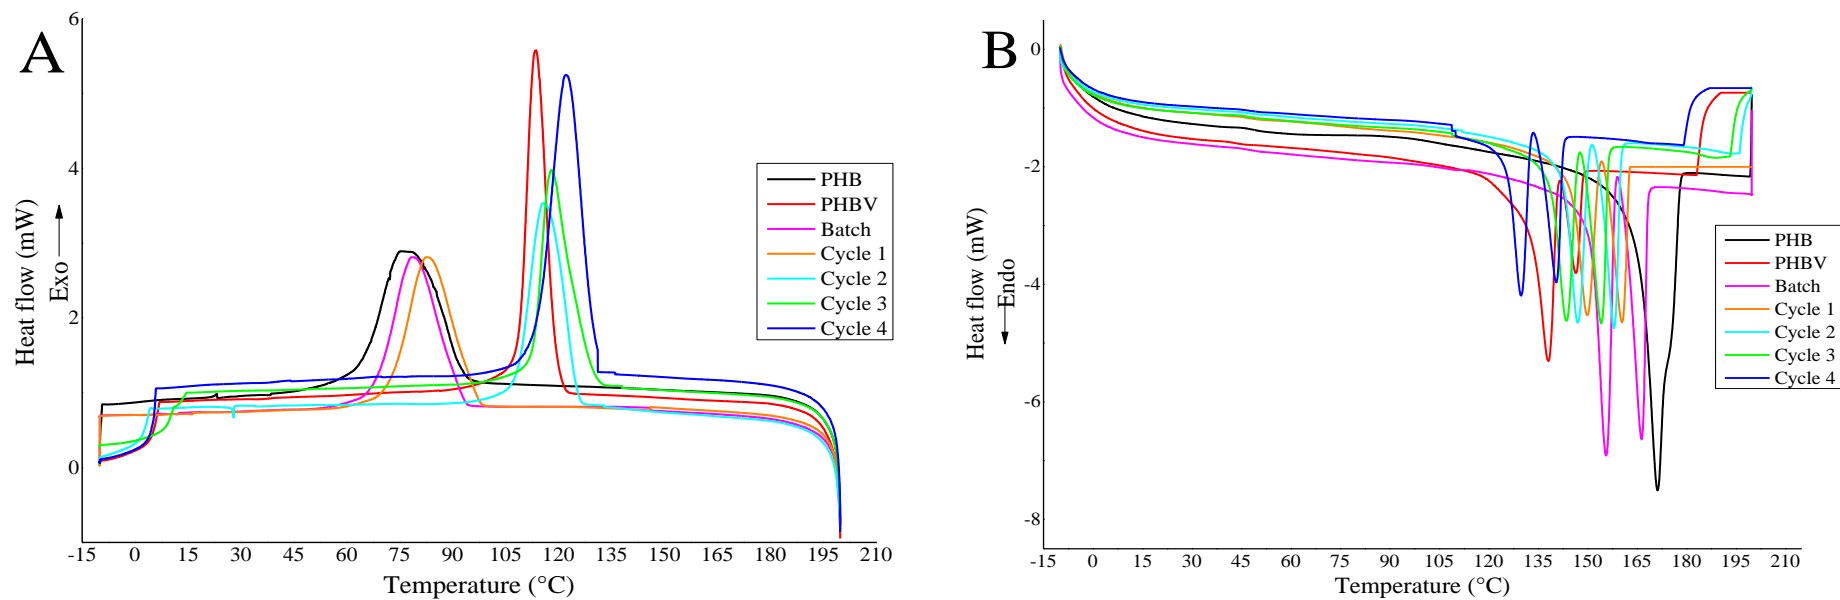 A
6
4
2
0
Heat flow (mW)
Exo
-15 0 15 30 45 60 75 90 105 120 135 150 165 180 195 210
Temperature (°C)
PHB
PHBV
Batch
Cycle 1
Cycle 2
Cycle 3
Cycle 4
B
0
-2
-4
-6
-8
Heat flow (mW)
Endo
-15 0 15 30 45 60 75 90 105 120 135 150 165 180 195 210
Temperature (°C)
PHB
PHBV
Batch
Cycle 1
Cycle 2
Cycle 3
Cycle 4